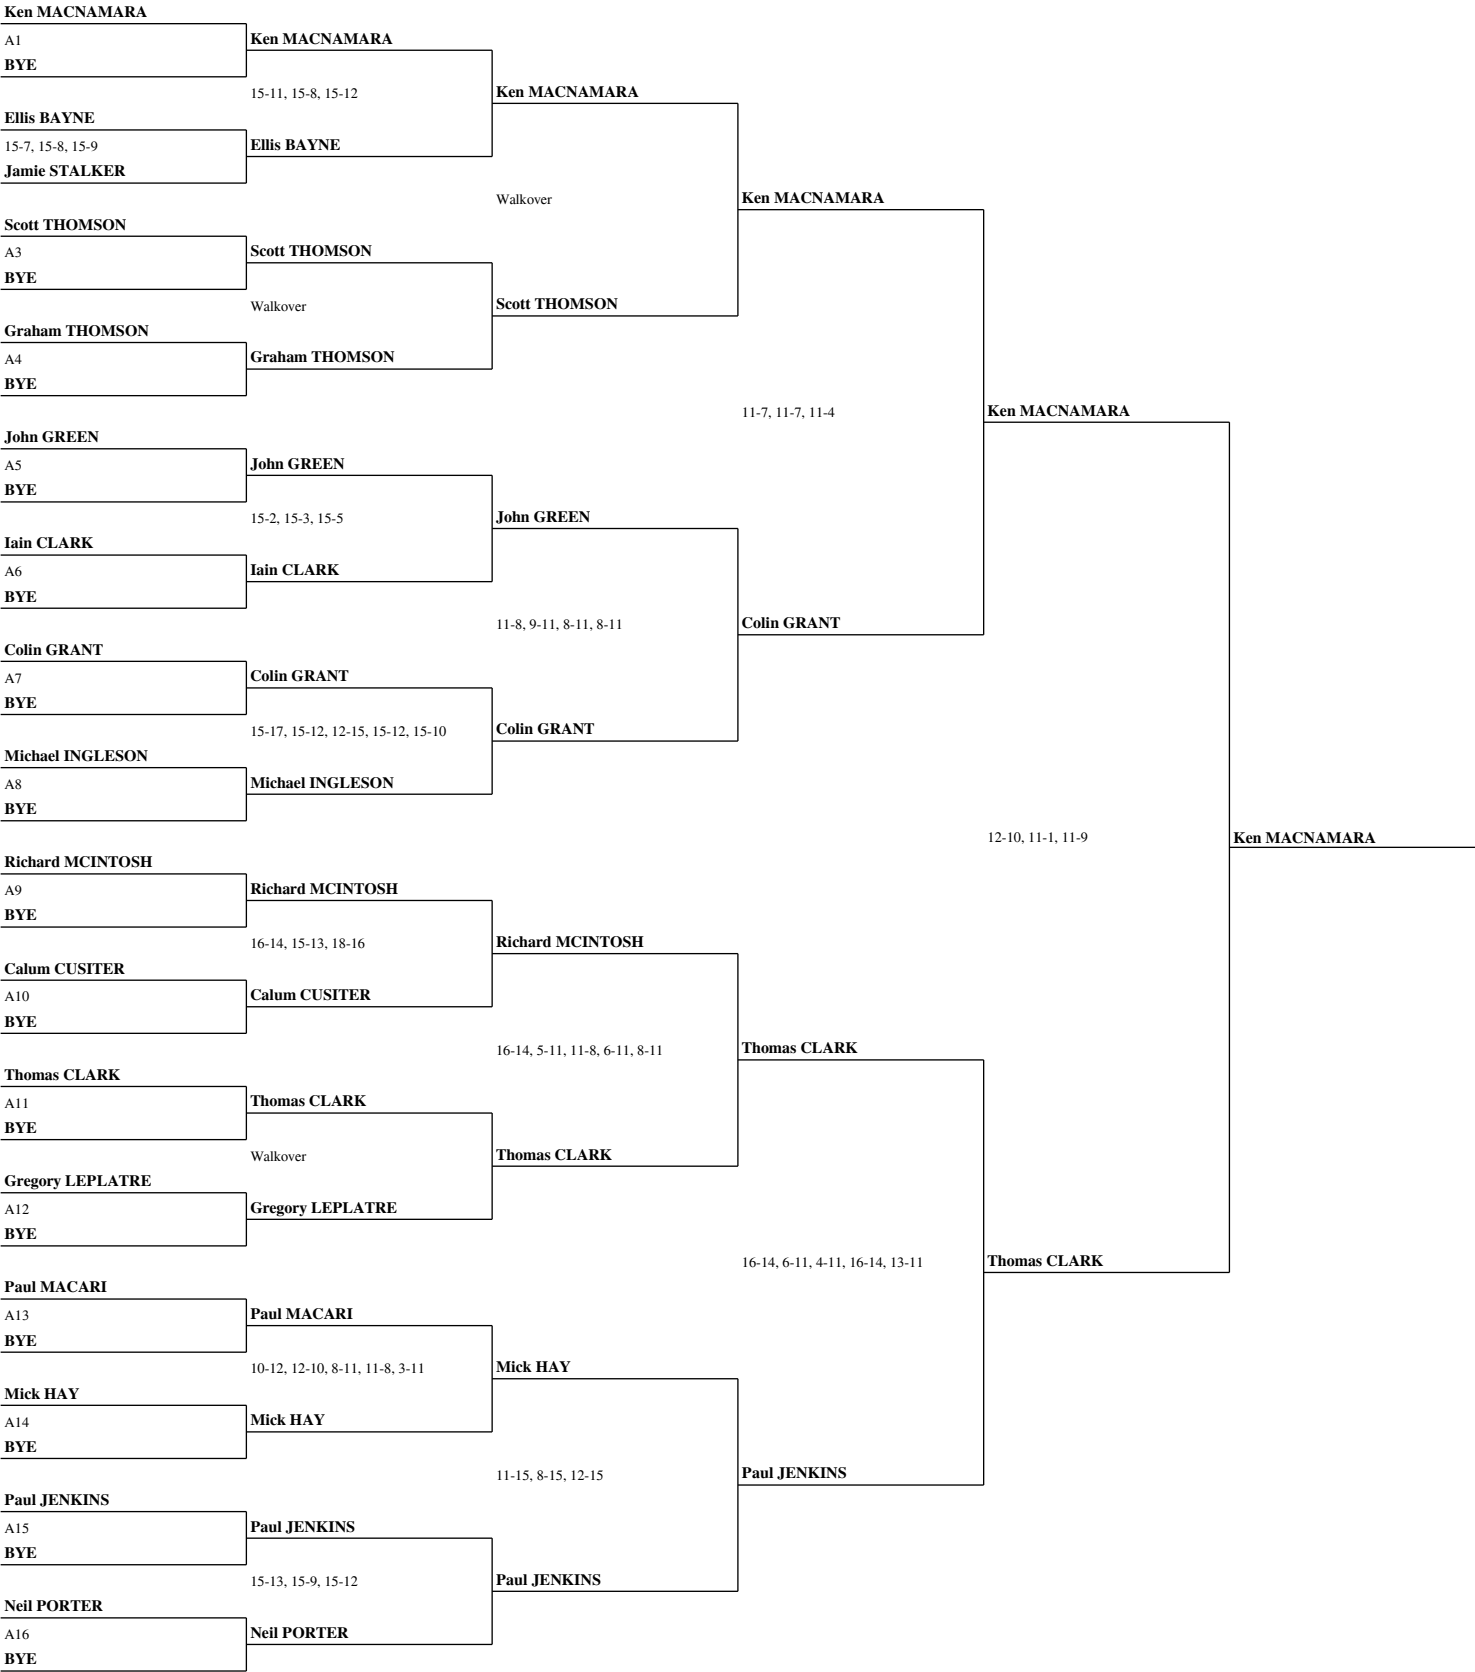 Ken MACNAMARA
A1
BYE
Ellis BAYNE
15-7, 15-8, 15-9
Jamie STALKER
Scott THOMSON
A3
BYE
Graham THOMSON
A4
BYE
John GREEN
A5
BYE
Iain CLARK
A6
BYE
Colin GRANT
A7
BYE
Michael INGLESON
A8
BYE
Richard MCINTOSH
A9
BYE
Calum CUSITER
A10
BYE
Thomas CLARK
A11
BYE
Gregory LEPLATRE
A12
BYE
Paul MACARI
A13
BYE
Mick HAY
A14
BYE
Paul JENKINS
A15
BYE
Neil PORTER
A16
BYE
Ken MACNAMARA
15-11, 15-8, 15-12
Ellis BAYNE
Scott THOMSON
Walkover
Graham THOMSON
John GREEN
15-2, 15-3, 15-5
Iain CLARK
Colin GRANT
15-17, 15-12, 12-15, 15-12, 15-10
Michael INGLESON
Richard MCINTOSH
16-14, 15-13, 18-16
Calum CUSITER
Thomas CLARK
Walkover
Gregory LEPLATRE
Paul MACARI
10-12, 12-10, 8-11, 11-8, 3-11
Mick HAY
Paul JENKINS
15-13, 15-9, 15-12
Neil PORTER
Ken MACNAMARA
Walkover
Scott THOMSON
John GREEN
11-8, 9-11, 8-11, 8-11
Colin GRANT
Richard MCINTOSH
16-14, 5-11, 11-8, 6-11, 8-11
Thomas CLARK
Mick HAY
11-15, 8-15, 12-15
Paul JENKINS
Ken MACNAMARA
11-7, 11-7, 11-4
Colin GRANT
Thomas CLARK
16-14, 6-11, 4-11, 16-14, 13-11
Paul JENKINS
Ken MACNAMARA
12-10, 11-1, 11-9
Thomas CLARK
Ken MACNAMARA